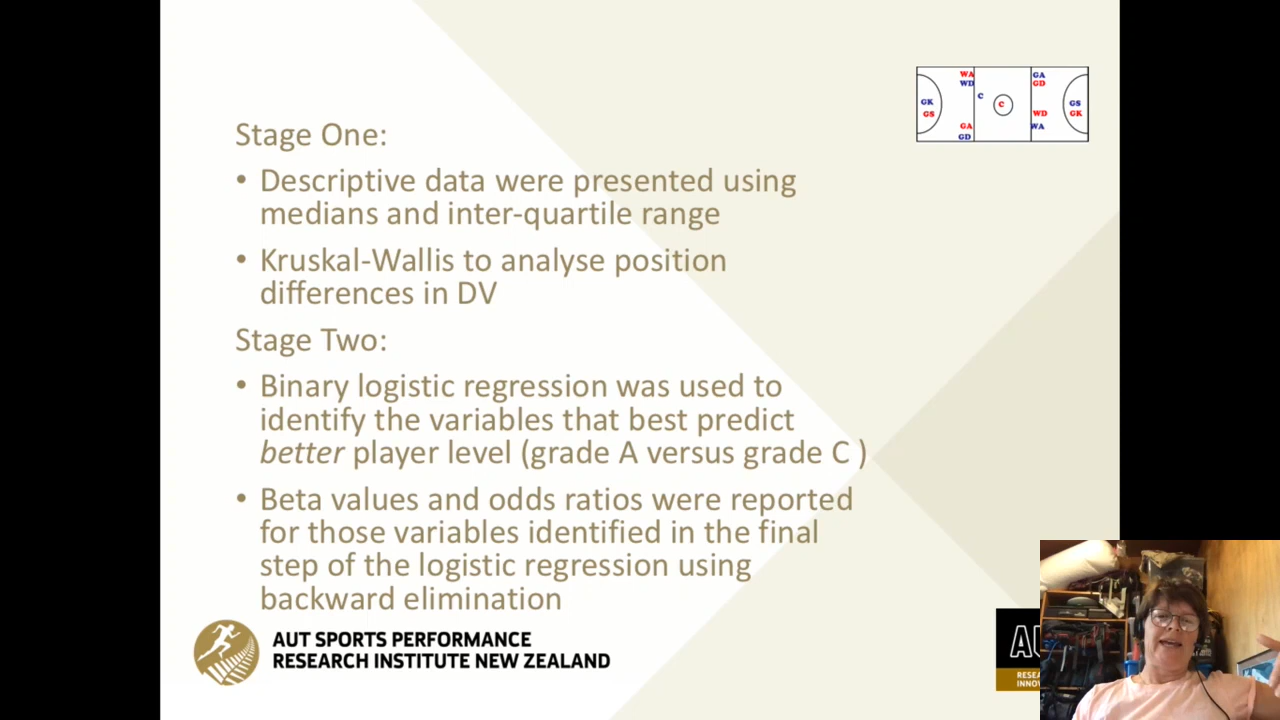 WA
WD
GA
GD
C
C
GK
GS
GS
GK
WD
GA
WA
GD
Stage One:
• Descriptive data were presented using
medians and inter-quartile range
• Kruskal-Wallis to analyse position
differences in DV
Stage Two:
• Binary logistic regression was used to
identify the variables that best predict
better player level (grade A versus grade C )
• Beta values and odds ratios were reported
for those variables identified in the final
step of the logistic regression using
backward elimination
AUT SPORTS PERFORMANCE
RESEARCH INSTITUTE NEW ZEALAND